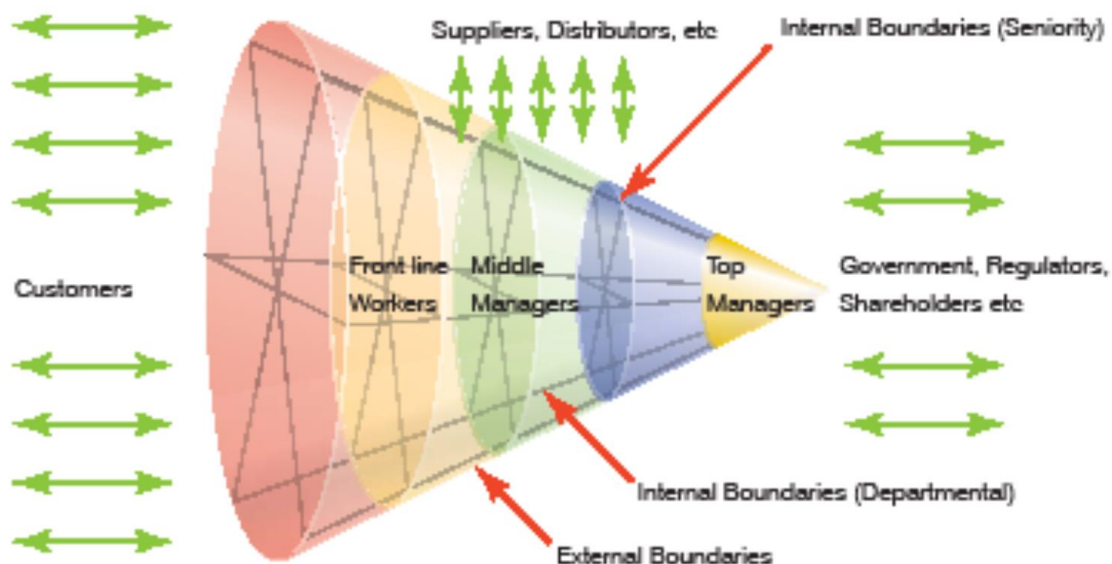 Suppliers, Distributors, etc
Internal Boundaries (Seniority)
Customers
Front line
Workers
Middle
Managers
Top
Managers
Government, Regulators,
Shareholders etc
Internal Boundaries (Departmental)
External Boundaries